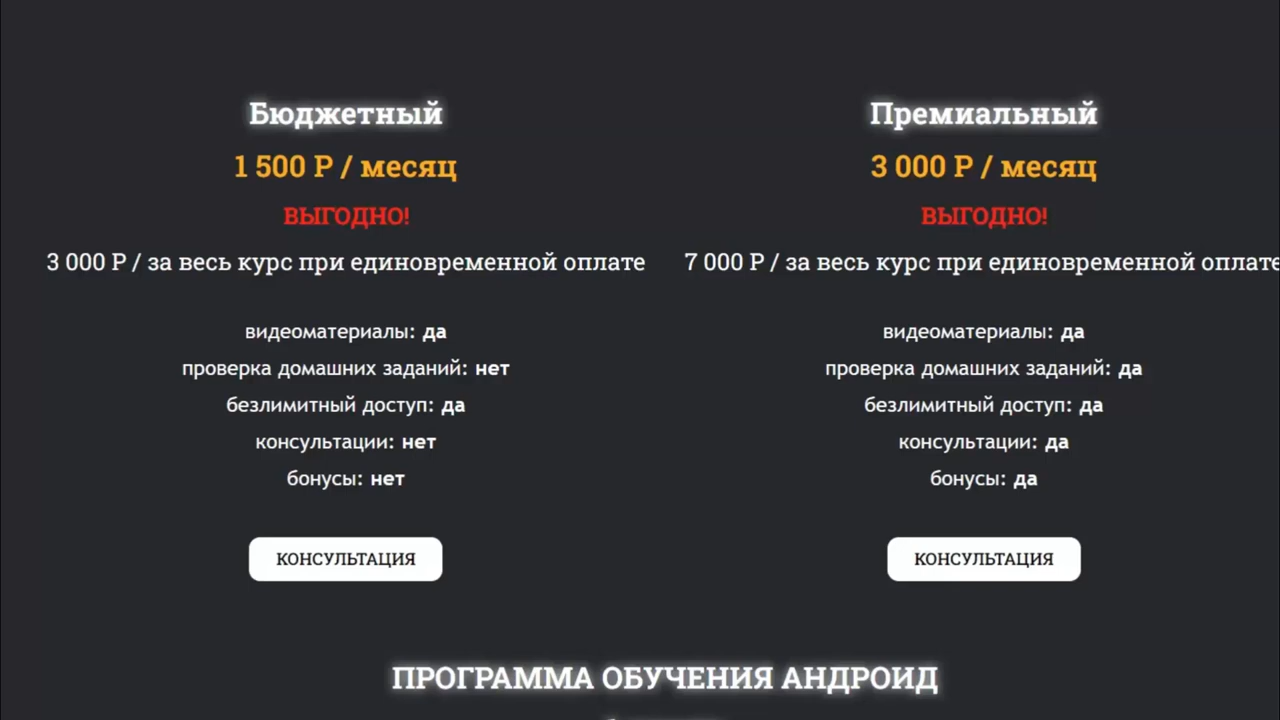 Бюджетный
1 500 Р / месяц
ВЫГОДНО!
3 000 Р / за весь курс при единовременной оплате
видеоматериалы: да
проверка домашних заданий: нет
безлимитный доступ: да
консультации: нет
бонусы: нет
КОНСУЛЬТАЦИЯ
Премиальный
3 000 Р / месяц
ВЫГОДНО!
7 000 Р / за весь курс при единовременной оплате
видеоматериалы: да
проверка домашних заданий: да
безлимитный доступ: да
консультации: да
бонусы: да
КОНСУЛЬТАЦИЯ
ПРОГРАММА ОБУЧЕНИЯ АНДРОИД